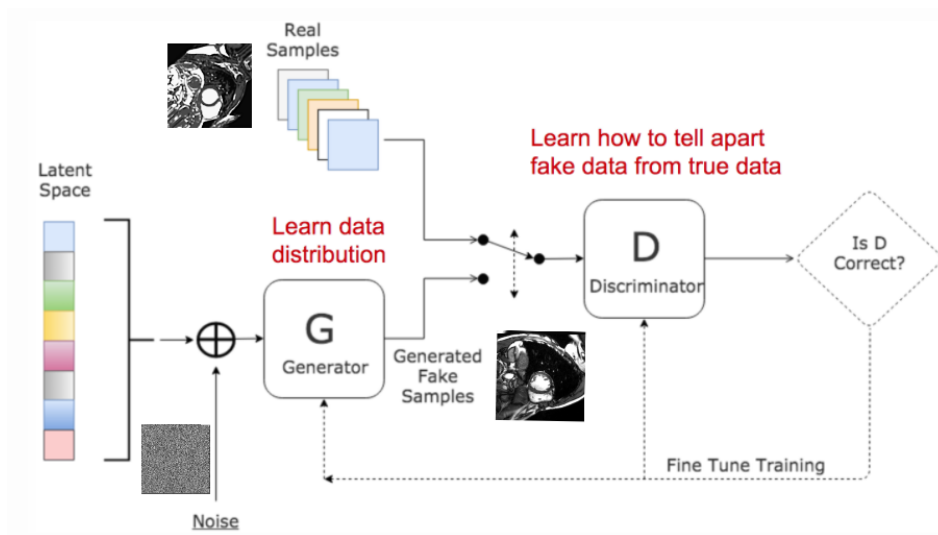 Real
Samples
Learn how to tell apart
fake data from true data
Latent
Space
Learn data
distribution
D
Discriminator
Is D
Correct?
G
Generator
Generated
Fake
Samples
Fine Tune Training
Noise